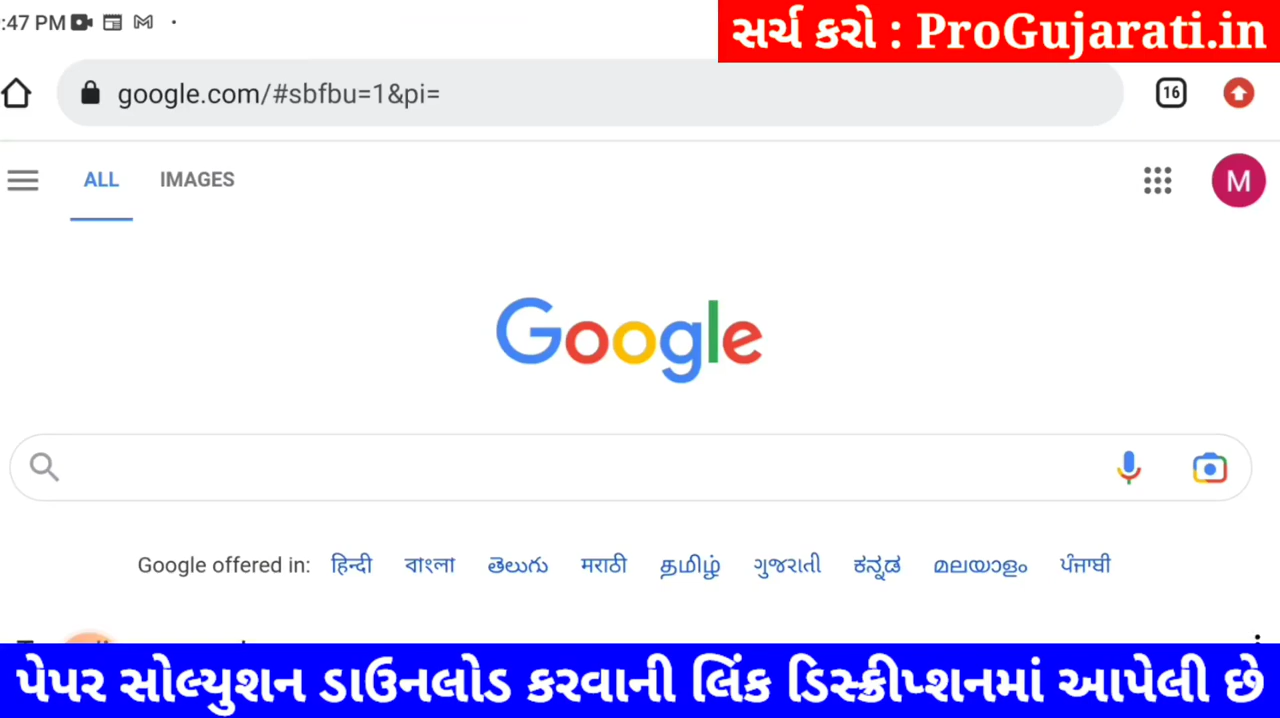 :47 PM
સર્ચ કરો : ProGujarati.in
google.com/#sbfbu=1&pi=
16
ALL IMAGES
M
Google
Google offered in: हिन्दी বাংলা తెలుగు मराठी தமிழ் ગુજરાતી ಕನ್ನಡ മലയാളം ਪੰਜਾਬੀ
પેપર સોલ્યુશન ડાઉનલોડ કરવાની લિંક ડિસ્ક્રીપ્શનમાં આપેલી છે